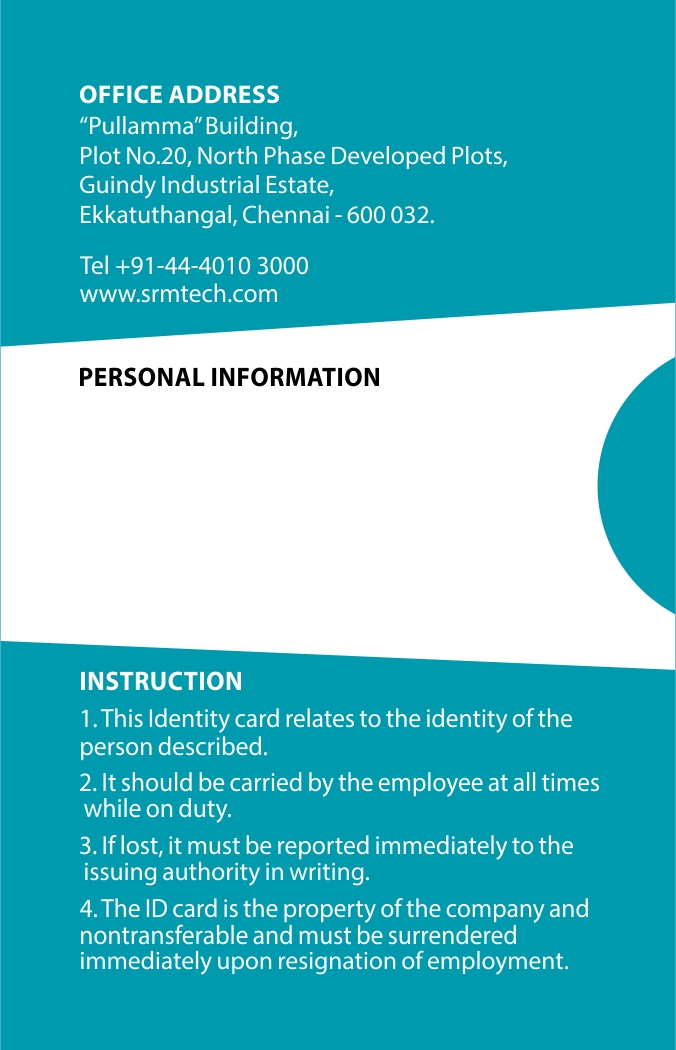 OFFICE ADDRESS
“Pullamma” Building,
Plot No.20, North Phase Developed Plots,
Guindy Industrial Estate,
Ekkatuthangal, Chennai - 600 032.
Tel +91-44-4010 3000
www.srmtech.com
PERSONAL INFORMATION
INSTRUCTION
1. This Identity card relates to the identity of the
person described.
2. It should be carried by the employee at all times
while on duty.
3. If lost, it must be reported immediately to the
issuing authority in writing.
4. The ID card is the property of the company and
nontransferable and must be surrendered
immediately upon resignation of employment.